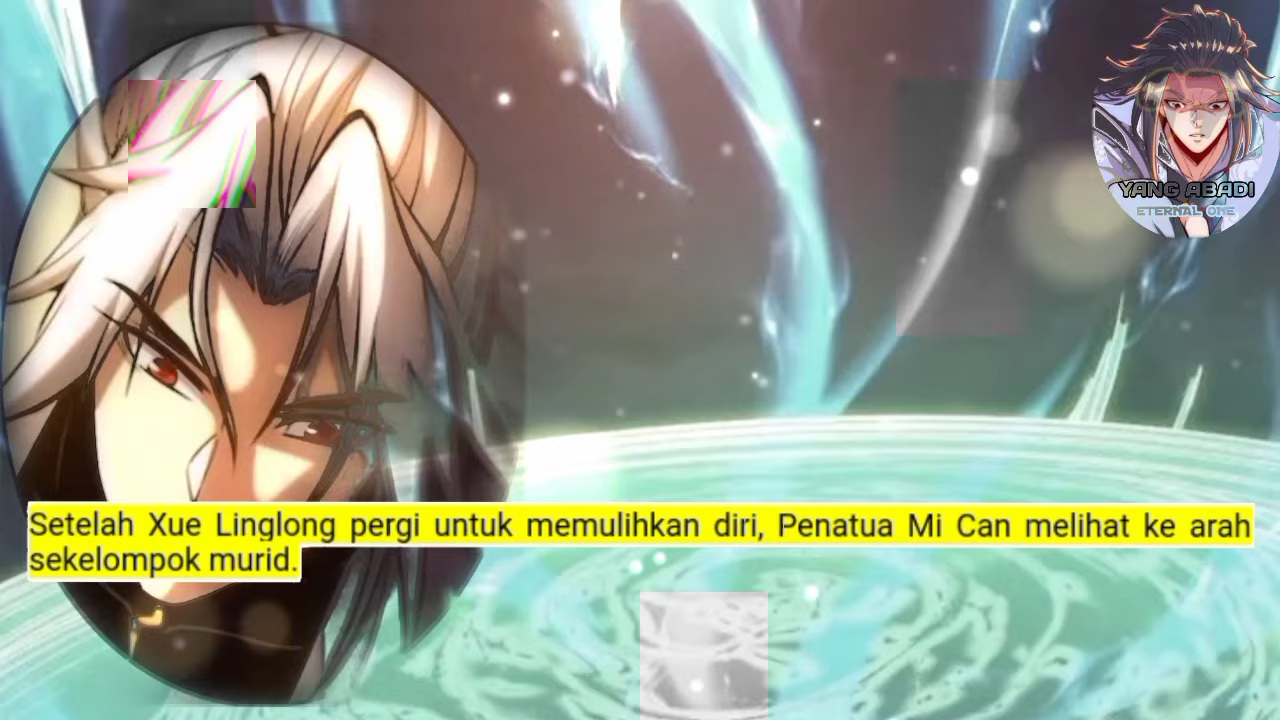 YANG ABADI
ETERNAL ONE
Setelah Xue Linglong pergi untuk memulihkan diri, Penatua Mi Can melihat ke arah
sekelompok murid.